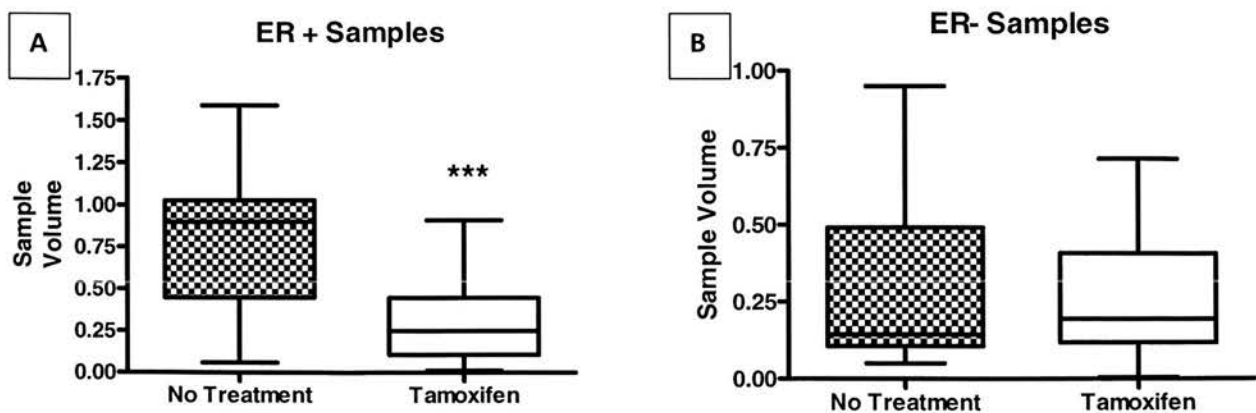 A
ER + Samples
Sample
Volume
1.75
1.50
1.25
1.00
0.75
0.50
0.25
0.00
***
No Treatment
Tamoxifen
B
ER- Samples
Sample Volume
1.00
0.75
0.50
0.25
0.00
No Treatment
Tamoxifen